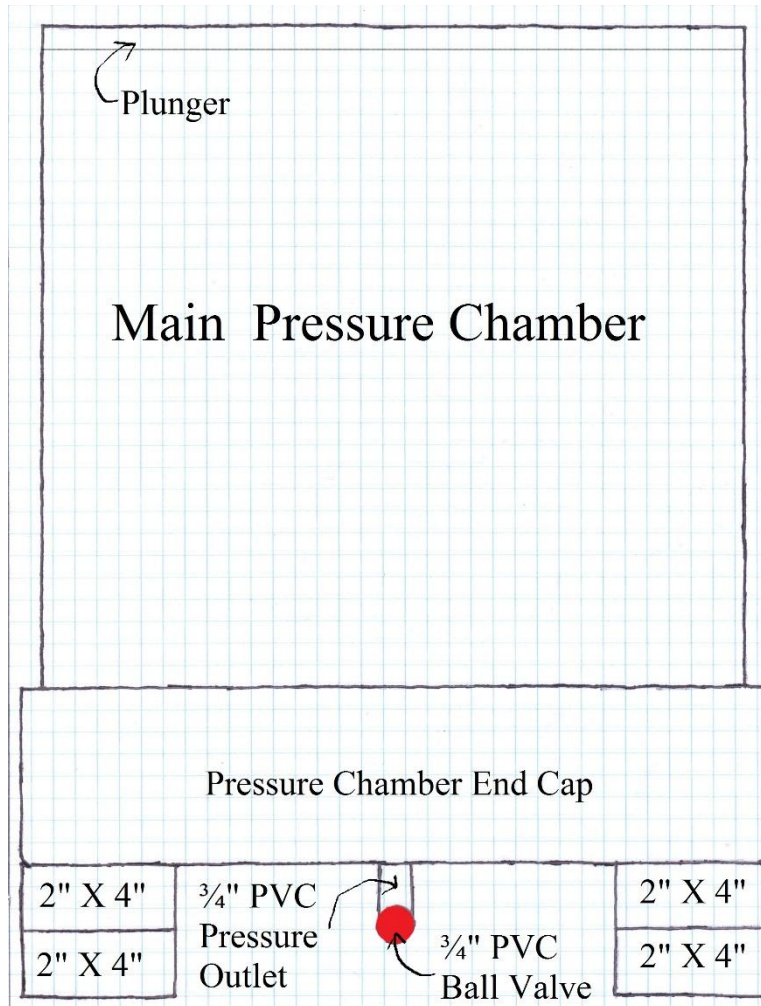 Plunger
Main Pressure Chamber
Pressure Chamber End Cap
2" X 4"
2" X 4"
¾" PVC
Pressure
Outlet
¾" PVC
Ball Valve
2" X 4"
2" X 4"